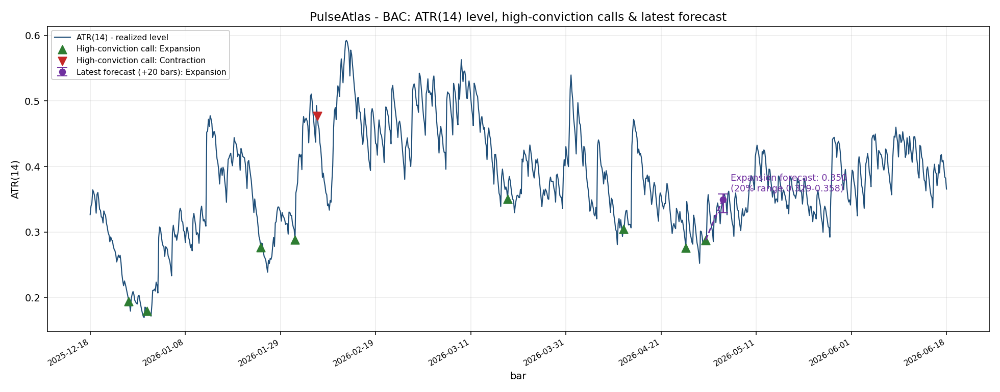 PulseAtlas - BAC: ATR(14) level, high-conviction calls & latest forecast
ATR(14) - realized level
High-conviction call: Expansion
High-conviction call: Contraction
Latest forecast (+20 bars): Expansion
0.6
0.5
0.4
0.3
0.2
ATR(14)
Expansion forecast: 0.350
(20% range 0.329-0.358)
2025-12-18
2026-01-08
2026-01-29
2026-02-19
2026-03-11
2026-03-31
2026-04-21
2026-05-11
2026-06-01
2026-06-18
bar